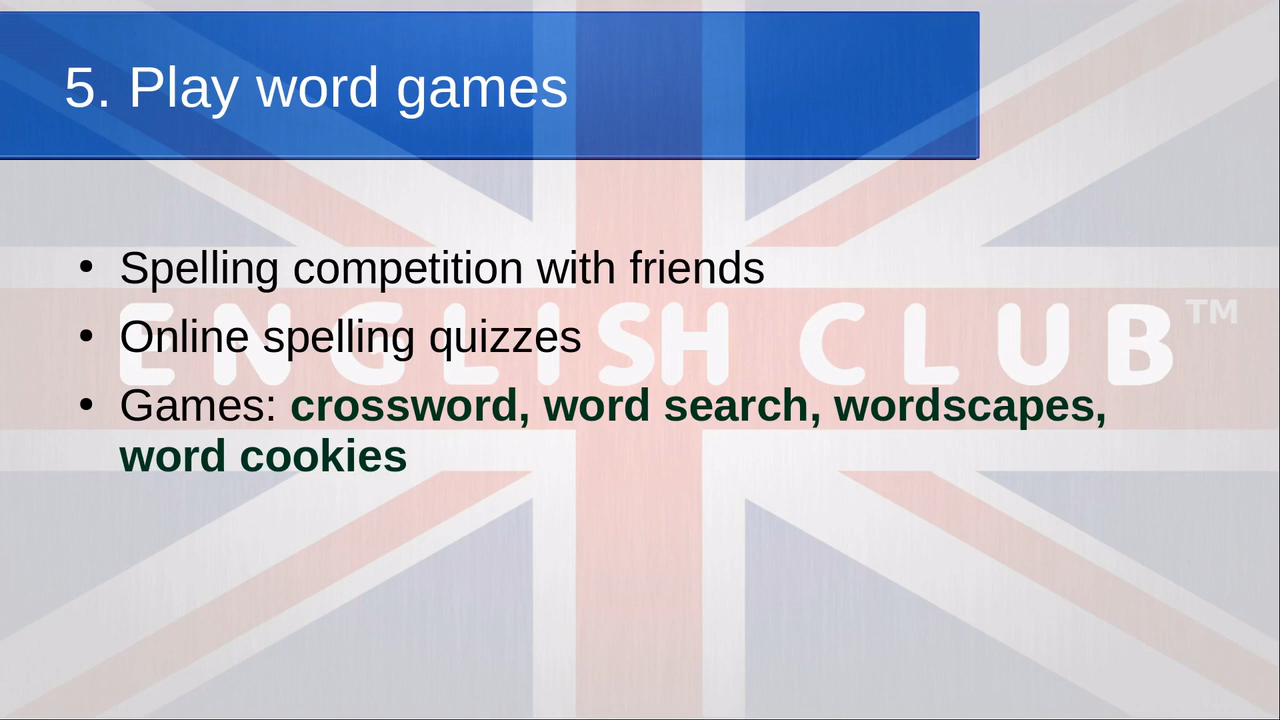 5. Play word games
• Spelling competition with friends
• Online spelling quizzes
ENGLISH CLUB™
• Games: crossword, word search, wordscapes,
word cookies